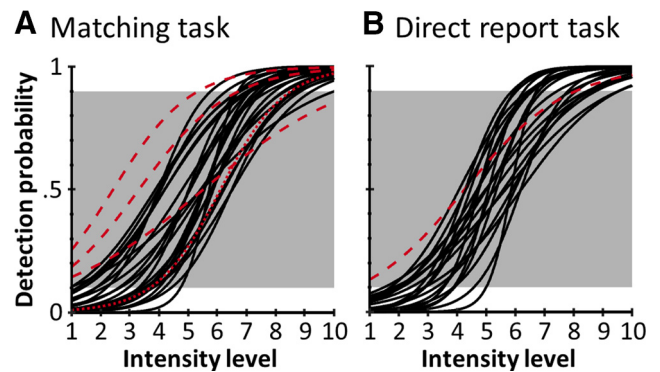 A Matching task
B Direct report task
Detection probability
1
.5
0
1 2 3 4 5 6 7 8 9 10
Intensity level
1 2 3 4 5 6 7 8 9 10
Intensity level